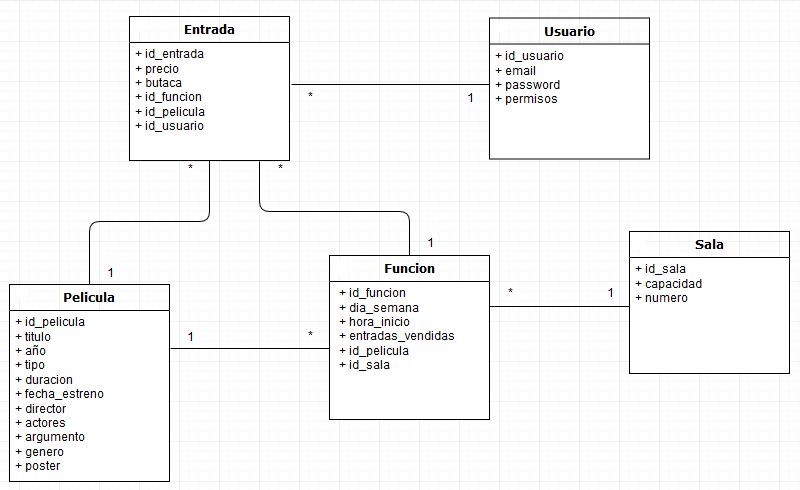 Entrada
+ id_entrada
+ precio
+ butaca
+ id_funcion
+ id_pelicula
+ id_usuario
Usuario
+ id_usuario
+ email
+ password
+ permisos
*
1
*
*
1
1
Pelicula
+ id_pelicula
+ titulo
+ año
+ tipo
+ duracion
+ fecha_estreno
+ director
+ actores
+ argumento
+ genero
+ poster
1
*
Funcion
+ id_funcion
+ dia_semana
+ hora_inicio
+ entradas_vendidas
+ id_pelicula
+ id_sala
*
1
Sala
+ id_sala
+ capacidad
+ numero